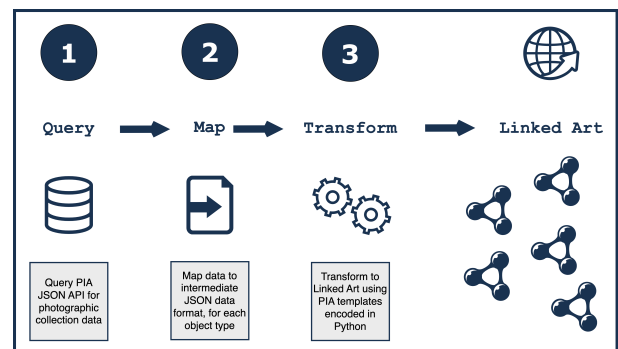 1
2
3
Query
Map
Transform
Linked Art
Query PIA
JSON API for
photographic
collection data
Map data to
intermediate
JSON data
format, for each
object type
Transform to
Linked Art using
PIA templates
encoded in
Python